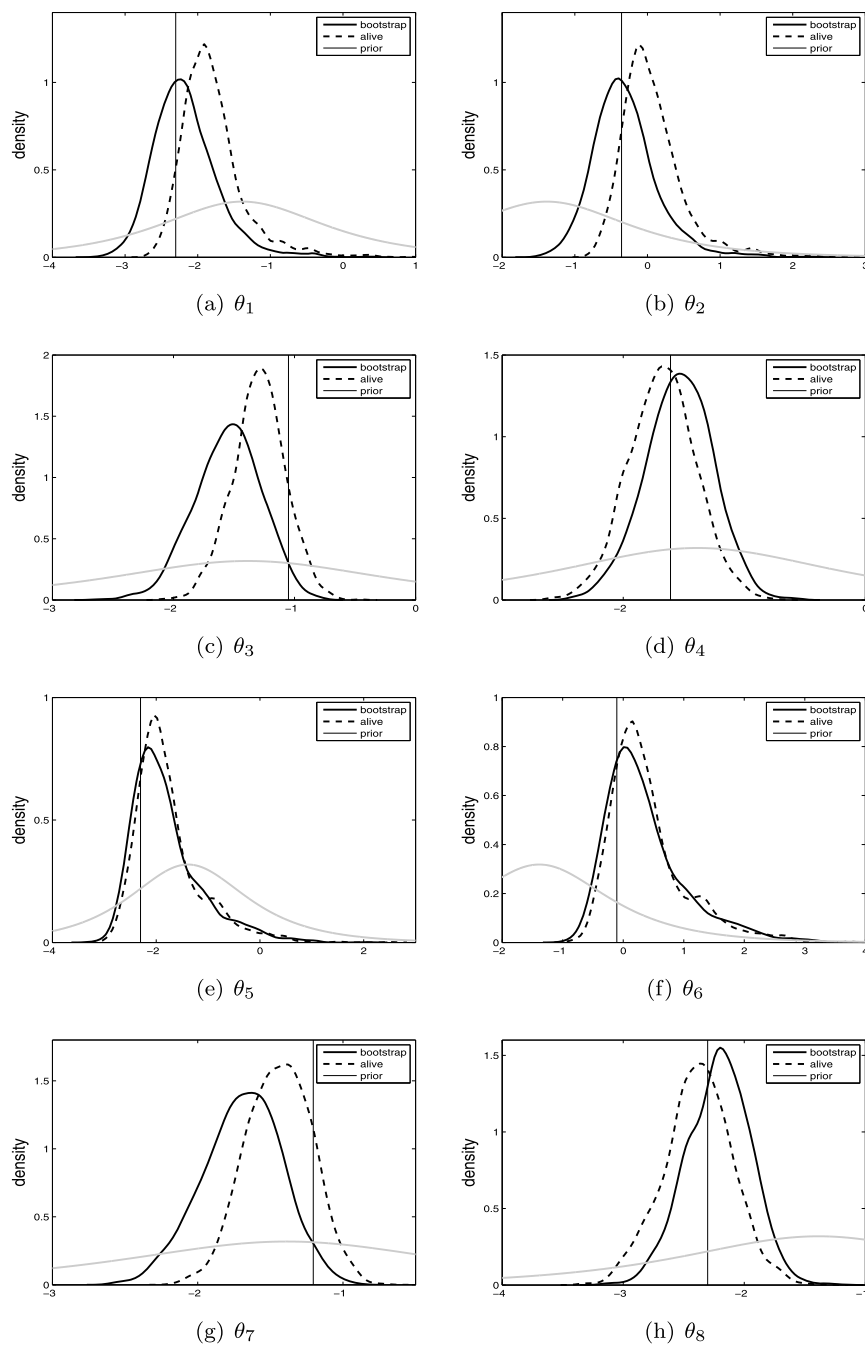 bootstrap
alive
prior
density
1
0.5
0
−4 −3 −2 −1 0 1
(a) θ1
bootstrap
alive
prior
density
1
0.5
0
−2 −1 0 1 2 3
(b) θ2
bootstrap
alive
prior
density
2
1.5
1
0.5
0
−3 −2 −1 0
(c) θ3
bootstrap
alive
prior
density
1.5
1
0.5
0
−2 0
(d) θ4
bootstrap
alive
prior
density
1
0.5
0
−4 −2 0 2
(e) θ5
bootstrap
alive
prior
density
1
0.8
0.6
0.4
0.2
0
−2 −1 0 1 2 3 4
(f) θ6
bootstrap
alive
prior
density
1.5
1
0.5
0
−3 −2 −1
(g) θ7
bootstrap
alive
prior
density
1.5
1
0.5
0
−4 −3 −2 −1
(h) θ8